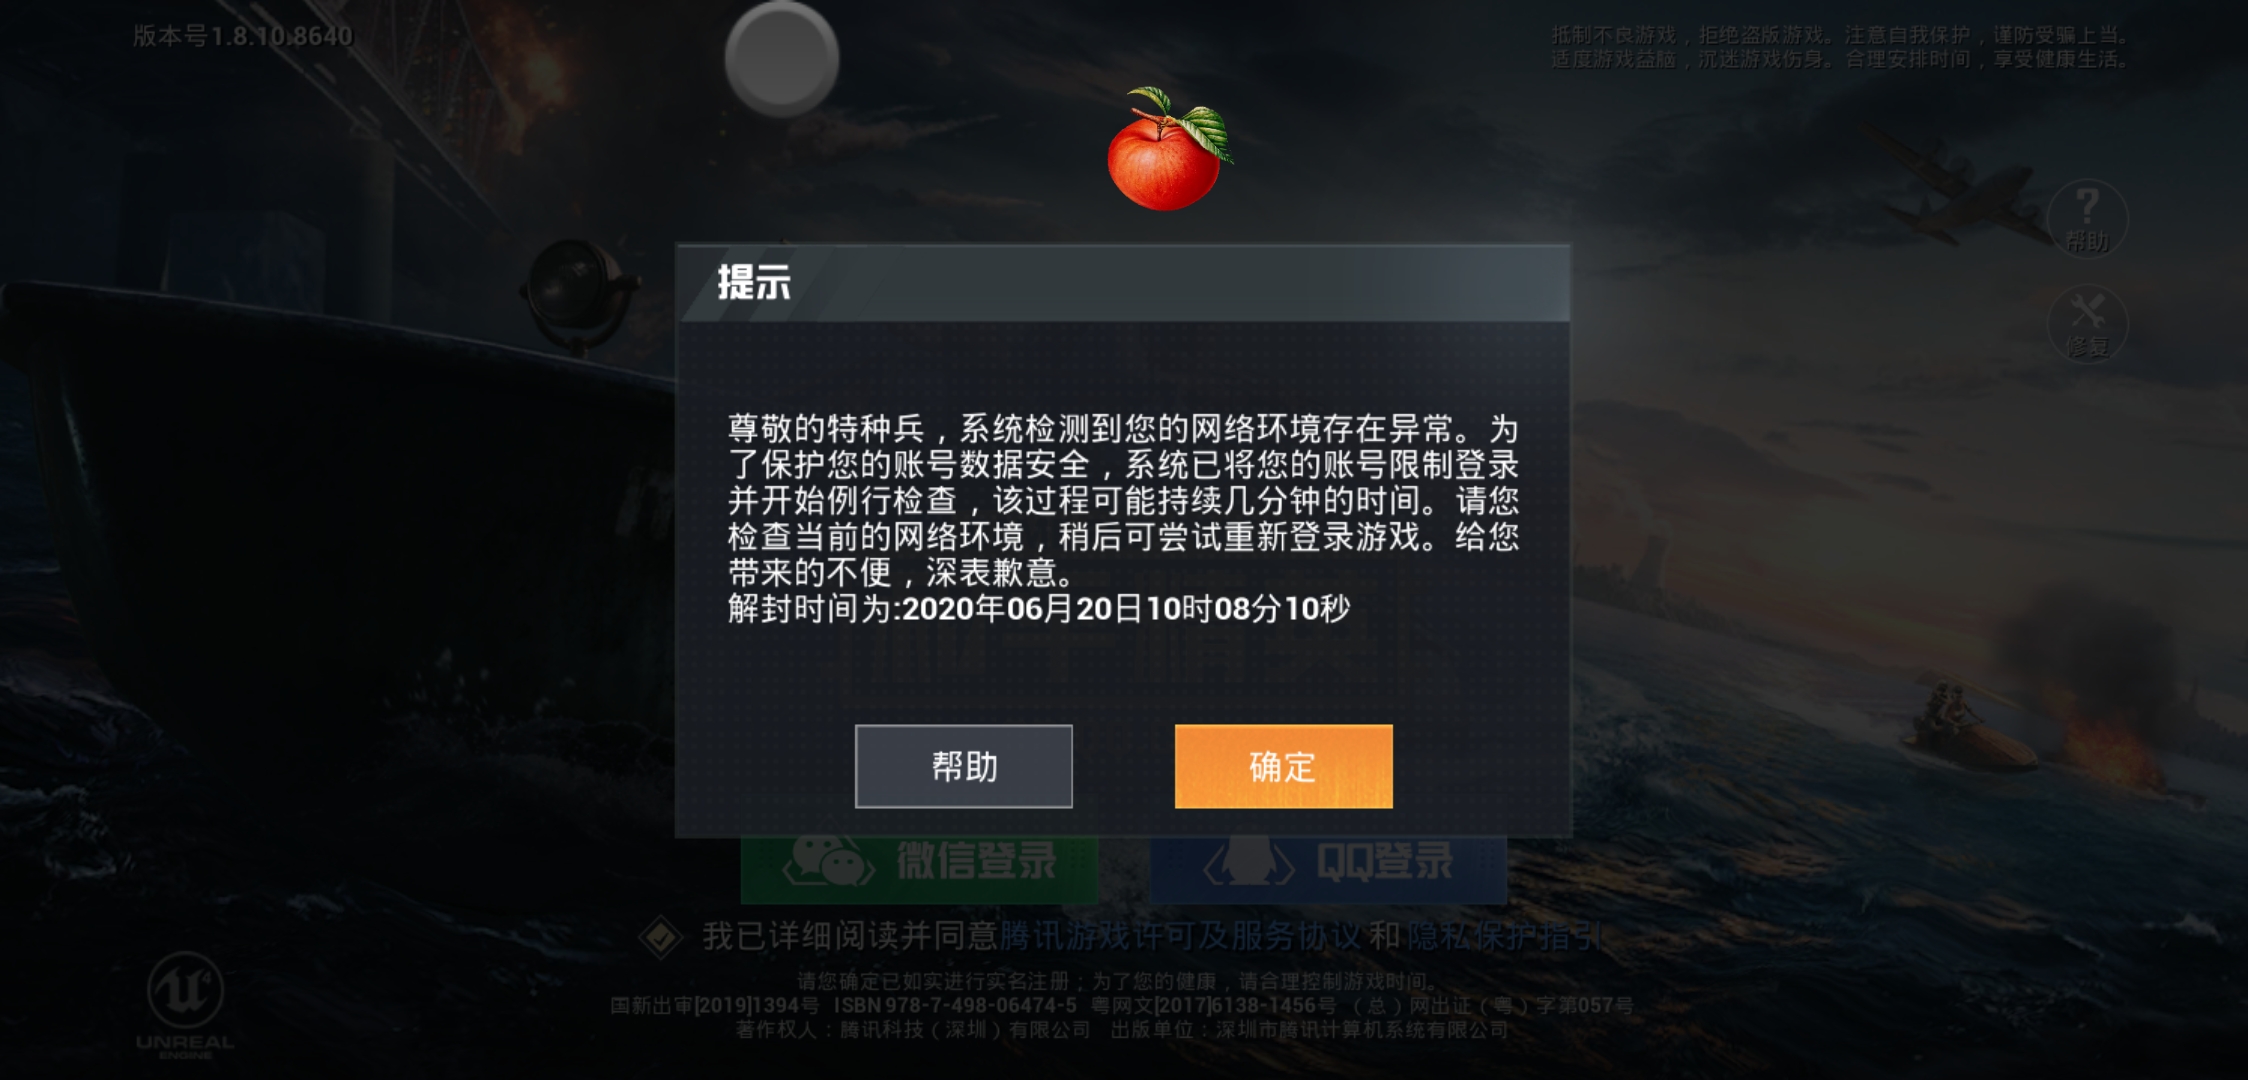 版本号1.8.10.8640
抵制不良游戏，拒绝盗版游戏。注意自我保护，谨防受骗上当。
适度游戏益脑，沉迷游戏伤身。合理安排时间，享受健康生活。
?
帮助
修复
提示
尊敬的特种兵，系统检测到您的网络环境存在异常。为
了保护您的账号数据安全，系统已将您的账号限制登录
并开始例行检查，该过程可能持续几分钟的时间。请您
检查当前的网络环境，稍后可尝试重新登录游戏。给您
带来的不便，深表歉意。
解封时间为:2020年06月20日10时08分10秒
帮助
确定
微信登录
QQ登录
我已详细阅读并同意腾讯游戏许可及服务协议 和 隐私保护指引
请您确定已如实进行实名注册；为了您的健康，请合理控制游戏时间。
国新出审[2019]1394号 ISBN 978-7-498-06474-5 粤网文[2017]6138-1456号 （总）网出证（粤）字第057号
著作权人：腾讯科技（深圳）有限公司 出版单位：深圳市腾讯计算机系统有限公司
UNREAL
ENGINE